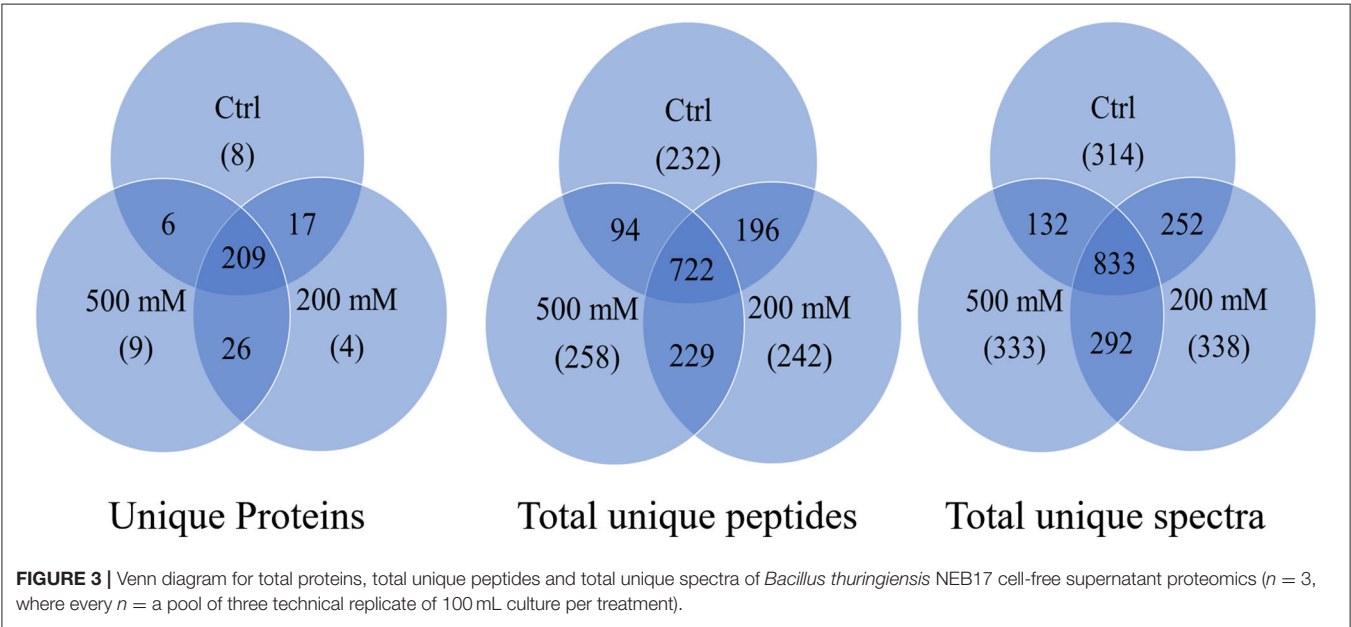 Ctrl
(8)
6
17
209
500 mM
(9)
26
200 mM
(4)
Unique Proteins
Ctrl
(232)
94
196
722
500 mM
(258)
229
200 mM
(242)
Total unique peptides
Ctrl
(314)
132
252
833
500 mM
(333)
292
200 mM
(338)
Total unique spectra
FIGURE 3 | Venn diagram for total proteins, total unique peptides and total unique spectra of Bacillus thuringiensis NEB17 cell-free supernatant proteomics (n = 3,
where every n = a pool of three technical replicate of 100 mL culture per treatment).